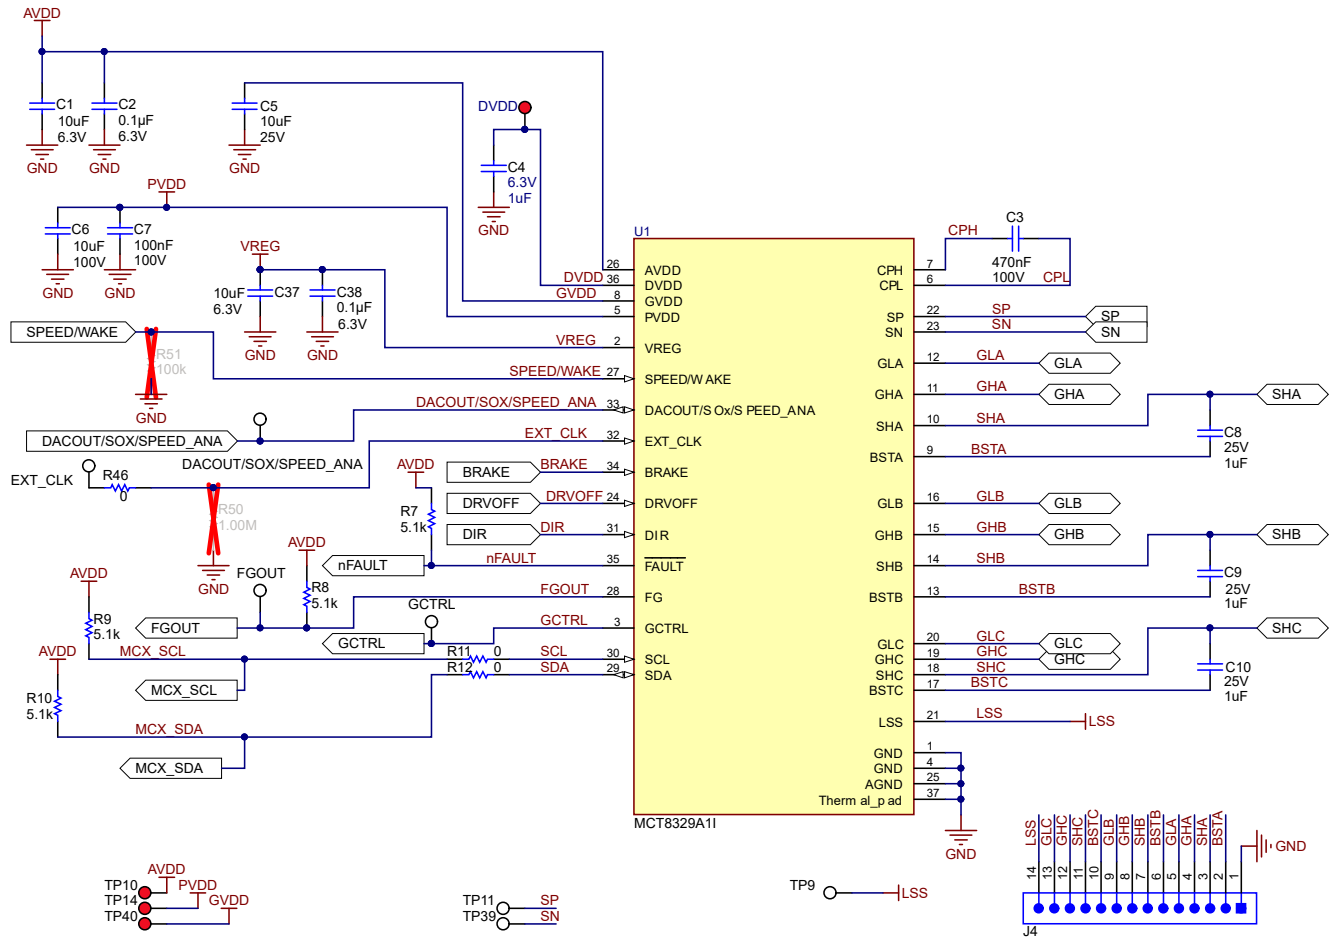 AVDD
C1
10uF
6.3V
GND
C2
0.1µF
6.3V
GND
C5
10uF
25V
GND
DVDD
C4
6.3V
1uF
GND
PVDD
C6
10uF
100V
GND
C7
100nF
100V
GND
VREG
10uF
6.3V
C37
GND
C38
0.1µF
6.3V
GND
SPEED/WAKE
R51
100k
GND
DACOUT/SOX/SPEED_ANA
DACOUT/SOX/SPEED_ANA
EXT_CLK
R46
0
R50
1.00M
GND
AVDD
R7
5.1k
BRAKE
DRVOFF
DIR
nFAULT
AVDD
R8
5.1k
FGOUT
FGOUT
GCTRL
GCTRL
AVDD
R9
5.1k
MCX_SCL
MCX_SCL
R11
0
R12
0
AVDD
R10
5.1k
MCX_SDA
MCX_SDA
U1
26
AVDD
DVDD
36
DVDD
GVDD
8
GVDD
5
PVDD
VREG
2
VREG
SPEED/WAKE
27
SPEED/W AKE
DACOUT/SOX/SPEED_ANA
33
DACOUT/S Ox/S PEED_ANA
EXT_CLK
32
EXT_CLK
BRAKE
34
BRAKE
DRVOFF
24
DRVOFF
DIR
31
DIR
nFAULT
35
FAULT
FGOUT
28
FG
GCTRL
3
GCTRL
SCL
30
SCL
SDA
29
SDA
MCT8329A1I
CPH
7
CPH
CPL
6
CPL
C3
470nF
100V
SP
22
SP
SP
SN
23
SN
SN
GLA
12
GLA
GLA
GHA
11
GHA
GHA
SHA
10
SHA
SHA
BSTA
9
BSTA
C8
25V
1uF
GLB
16
GLB
GLB
GHB
15
GHB
GHB
SHB
14
SHB
SHB
BSTB
13
BSTB
C9
25V
1uF
GLC
20
GLC
GLC
GHC
19
GHC
GHC
SHC
18
SHC
SHC
BSTC
17
BSTC
C10
25V
1uF
LSS
21
LSS
LSS
GND
1
GND
4
AGND
25
Therm al_p ad
37
GND
TP10
AVDD
TP14
PVDD
TP40
GVDD
TP11
SP
TP39
SN
TP9
LSS
LSS
GLC
GHC
SHC
BSTC
GLB
GHB
SHB
BSTB
GLA
GHA
SHA
BSTA
GND
14
13
12
11
10
9
8
7
6
5
4
3
2
1
J4